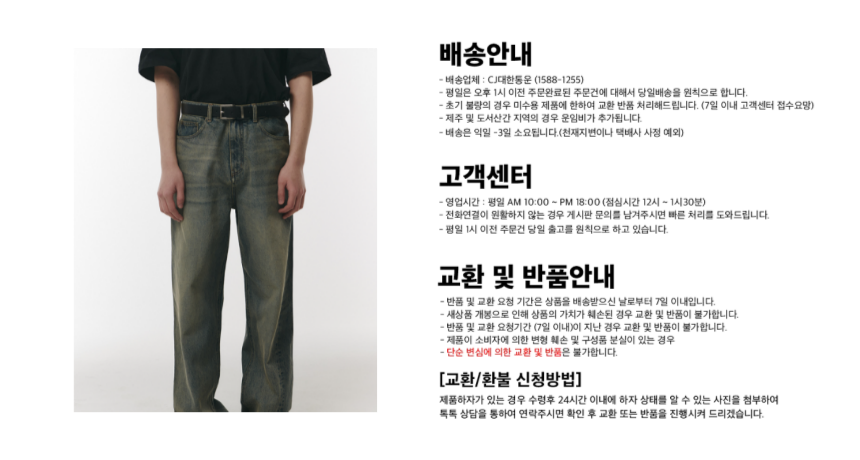 배송안내
- 배송업체 : CJ대한통운 (1588-1255)
- 평일은 오후 1시 이전 주문완료된 주문건에 대해서 당일배송을 원칙으로 합니다.
- 초기 불량의 경우 미수용 제품에 한하여 교환 반품 처리해드립니다. (7일 이내 고객센터 접수요망)
- 제주 및 도서산간 지역의 경우 운임비가 추가됩니다.
- 배송은 익일 -3일 소요됩니다.(천재지변이나 택배사 사정 예외)
고객센터
- 영업시간 : 평일 AM 10:00 ~ PM 18:00 (점심시간 12시 ~ 1시30분)
- 전화연결이 원활하지 않는 경우 게시판 문의를 남겨주시면 빠른 처리를 도와드립니다.
- 평일 1시 이전 주문건 당일 출고를 원칙으로 하고 있습니다.
교환 및 반품안내
- 반품 및 교환 요청 기간은 상품을 배송받으신 날로부터 7일 이내입니다.
- 새상품 개봉으로 인해 상품의 가치가 훼손된 경우 교환 및 반품이 불가합니다.
- 반품 및 교환 요청기간 (7일 이내)이 지난 경우 교환 및 반품이 불가합니다.
- 제품이 소비자에 의한 변형 훼손 및 구성품 분실이 있는 경우
- 단순 변심에 의한 교환 및 반품은 불가합니다.
[교환/환불 신청방법]
제품하자가 있는 경우 수령후 24시간 이내에 하자 상태를 알 수 있는 사진을 첨부하여
톡톡 상담을 통하여 연락주시면 확인 후 교환 또는 반품을 진행시켜 드리겠습니다.